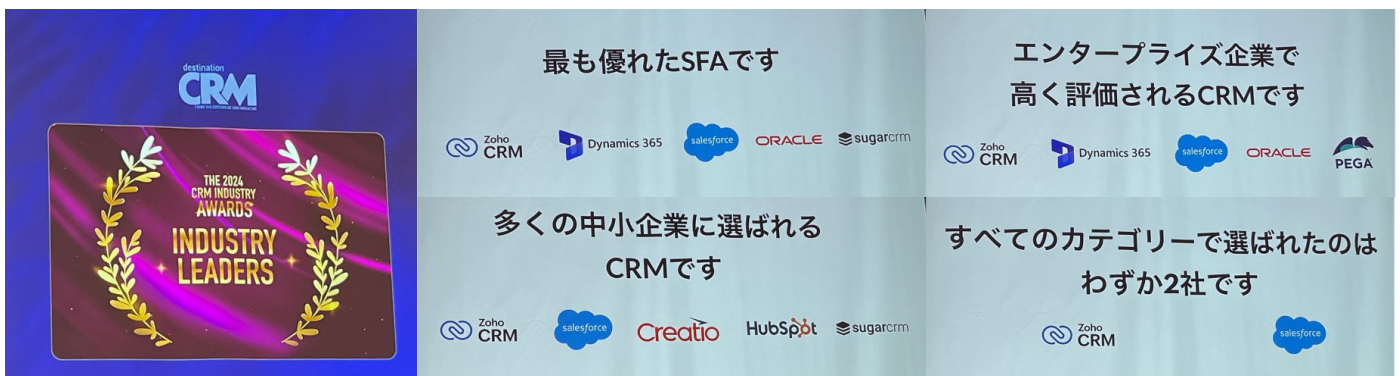 destination
CRM
THE 2024
CRM INDUSTRY
AWARDS
INDUSTRY
LEADERS
最も優れたSFAです
Zoho
CRM
Dynamics 365
salesforce
ORACLE
sugarcrm
エンタープライズ企業で
高く評価されるCRMです
Zoho
CRM
Dynamics 365
salesforce
ORACLE
PEGA
多くの中小企業に選ばれる
CRMです
Zoho
CRM
salesforce
Creatio
HubSpot
sugarcrm
すべてのカテゴリーで選ばれたのは
わずか2社です
Zoho
CRM
salesforce